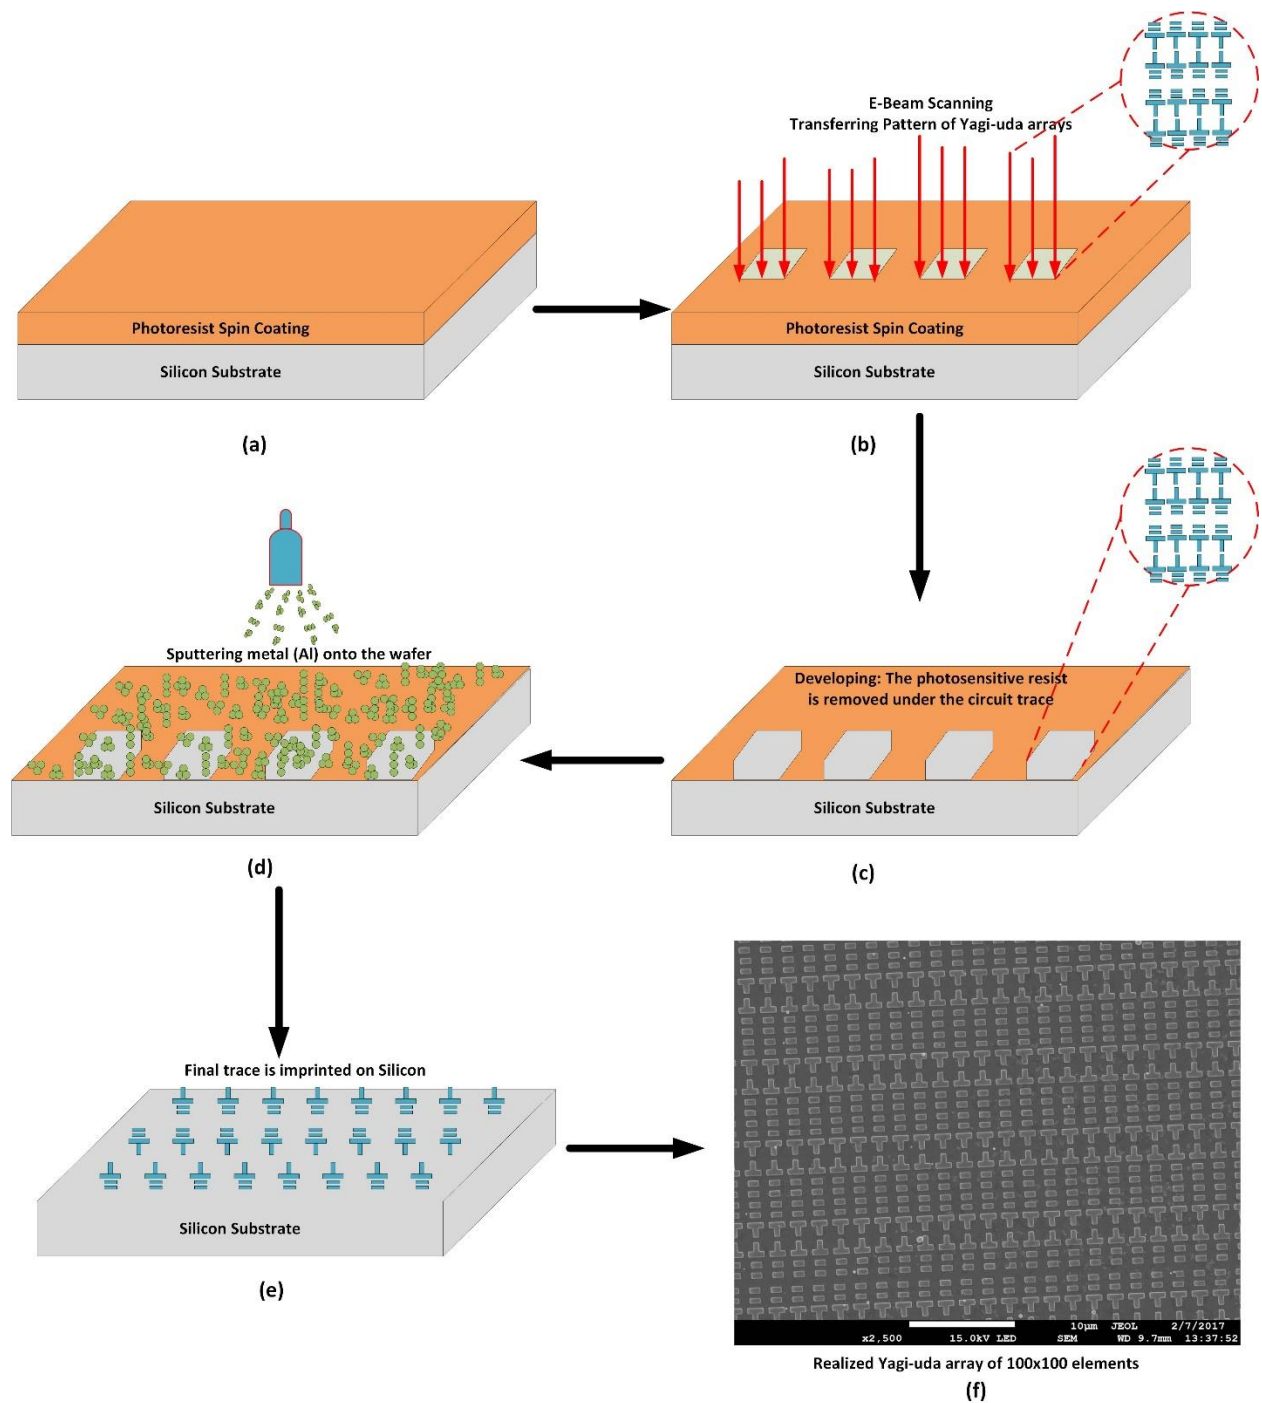 E-Beam Scanning
Transferring Pattern of Yagi-uda arrays
Photoresist Spin Coating
Silicon Substrate
(a)
Photoresist Spin Coating
Silicon Substrate
(b)
Sputtering metal (Al) onto the wafer
Silicon Substrate
(d)
Developing: The photosensitive resist
is removed under the circuit trace
Silicon Substrate
(c)
Final trace is imprinted on Silicon
Silicon Substrate
(e)
10μm JEOL 2/7/2017
x2,500 15.0kV LED SEM WD 9.7mm 13:37:52
Realized Yagi-uda array of 100x100 elements
(f)